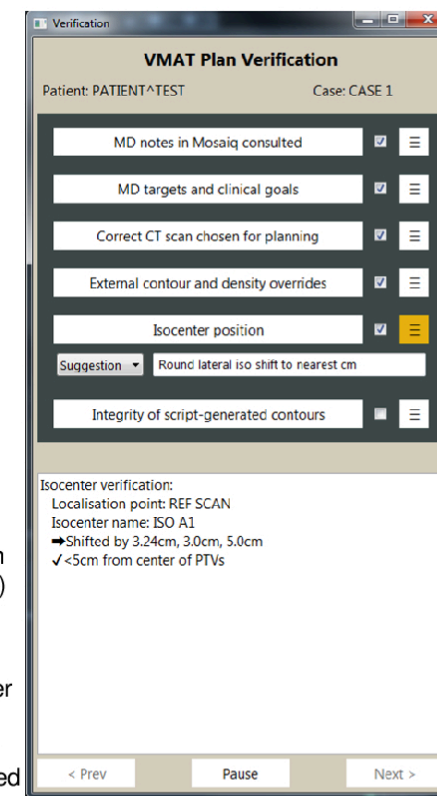 Verification
VMAT Plan Verification
Patient: PATIENT^TEST Case: CASE 1
MD notes in Mosaiq consulted
MD targets and clinical goals
Correct CT scan chosen for planning
External contour and density overrides
Isocenter position
Suggestion Round lateral iso shift to nearest cm
Integrity of script-generated contours
Isocenter verification:
Localisation point: REF SCAN
Isocenter name: ISO A1
➡Shifted by 3.24cm, 3.0cm, 5.0cm
✓<5cm from center of PTVs
< Prev Pause Next >